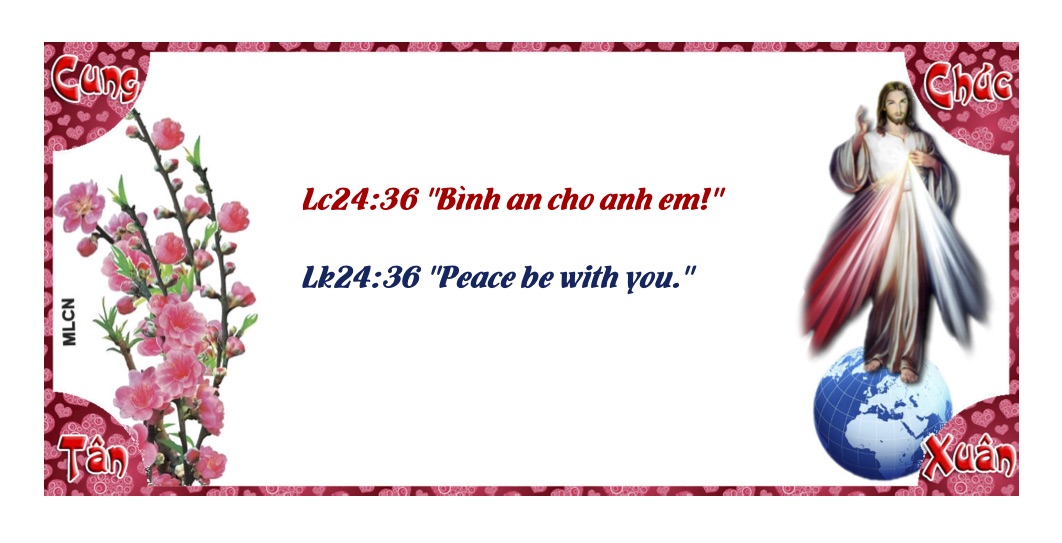 Cung Chúc
Lc24:36 "Bình an cho anh em!"
Lk24:36 "Peace be with you."
MLCN
Tân Xuân